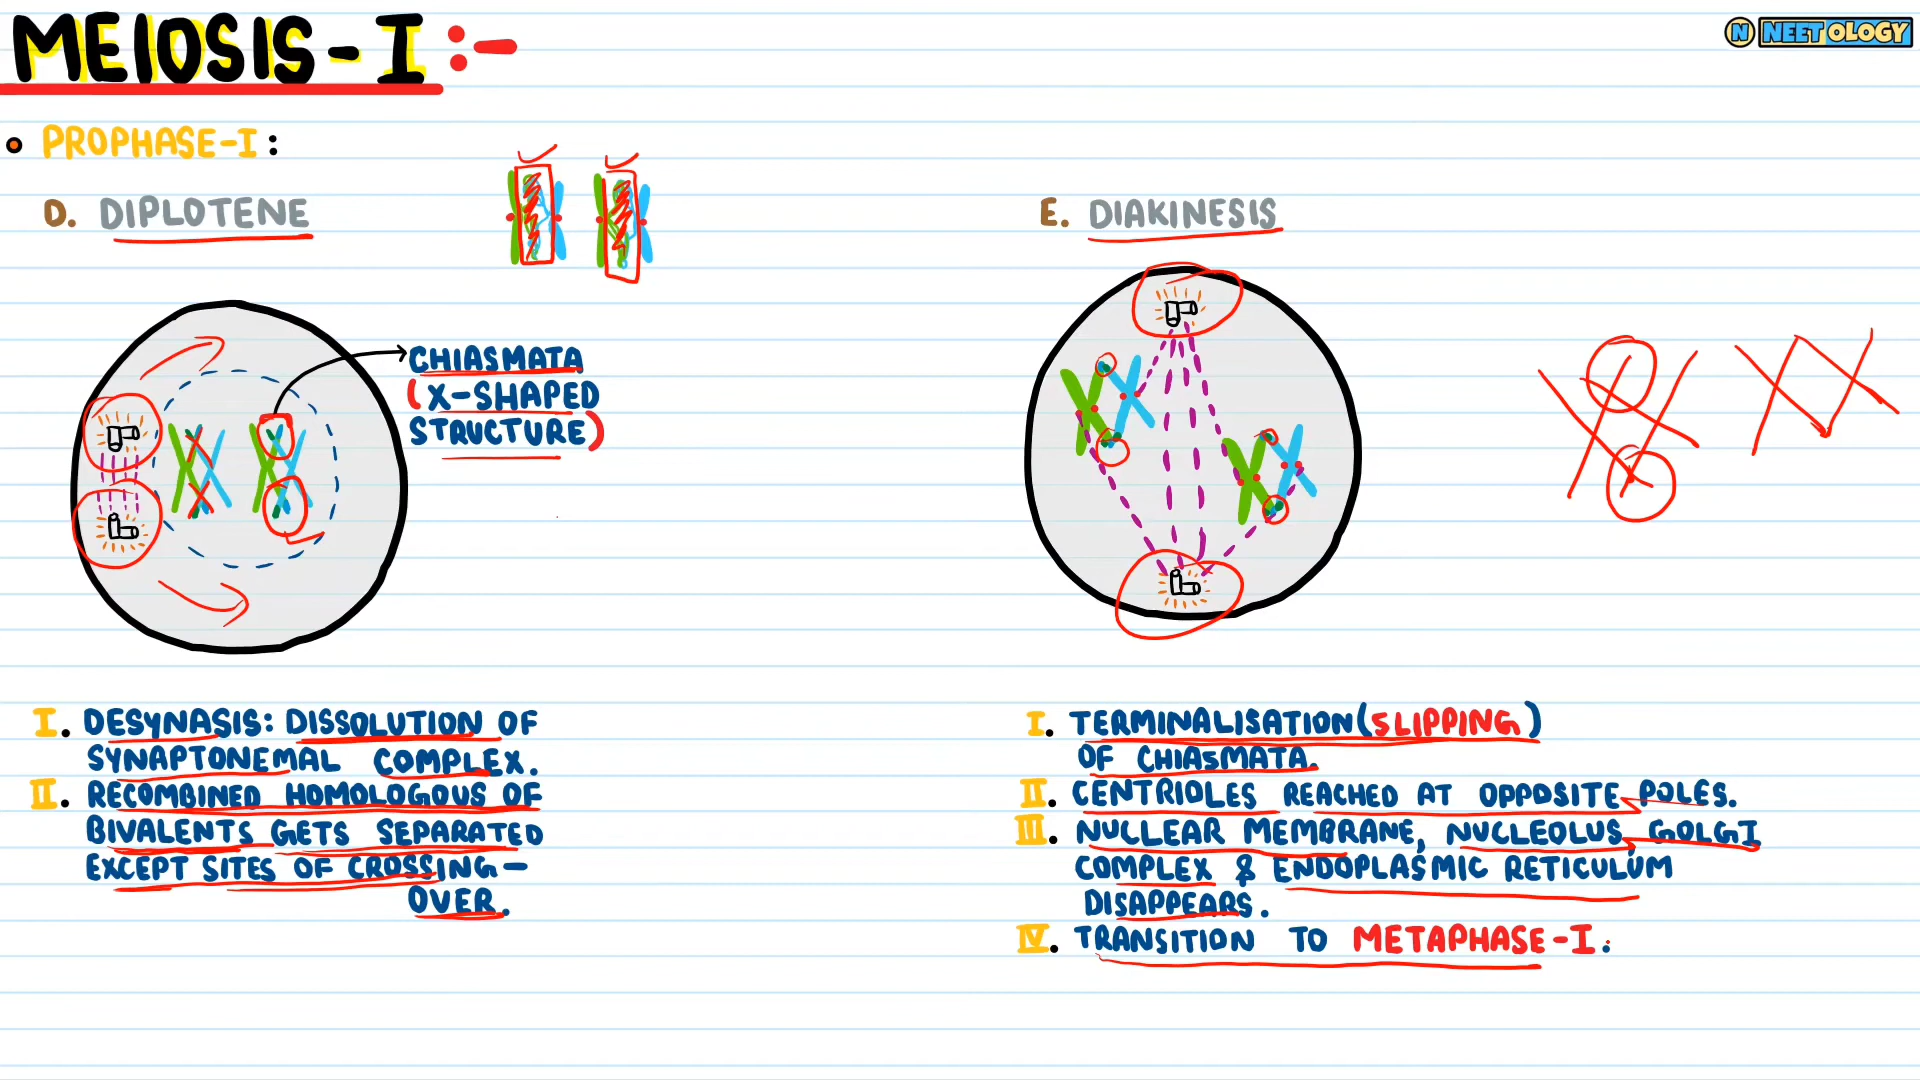 MEIOSIS-I :-
N NEETOLOGY
PROPHASE-I :
D. DIPLOTENE
CHIASMATA
(X-SHAPED
STRUCTURE)
I. DESYNASIS: DISSOLUTION OF
SYNAPTONEMAL COMPLEX.
II. RECOMBINED HOMOLOGOUS OF
BIVALENTS GETS SEPARATED
EXCEPT SITES OF CROSSING-
OVER.
E. DIAKINESIS
I. TERMINALISATION(SLIPPING)
OF CHIASMATA.
II. CENTRIOLES REACHED AT OPPOSITE POLES.
III. NUCLEAR MEMBRANE, NUCLEOLUS, GOLGI
COMPLEX & ENDOPLASMIC RETICULUM
DISAPPEARS.
IV. TRANSITION TO METAPHASE-I.